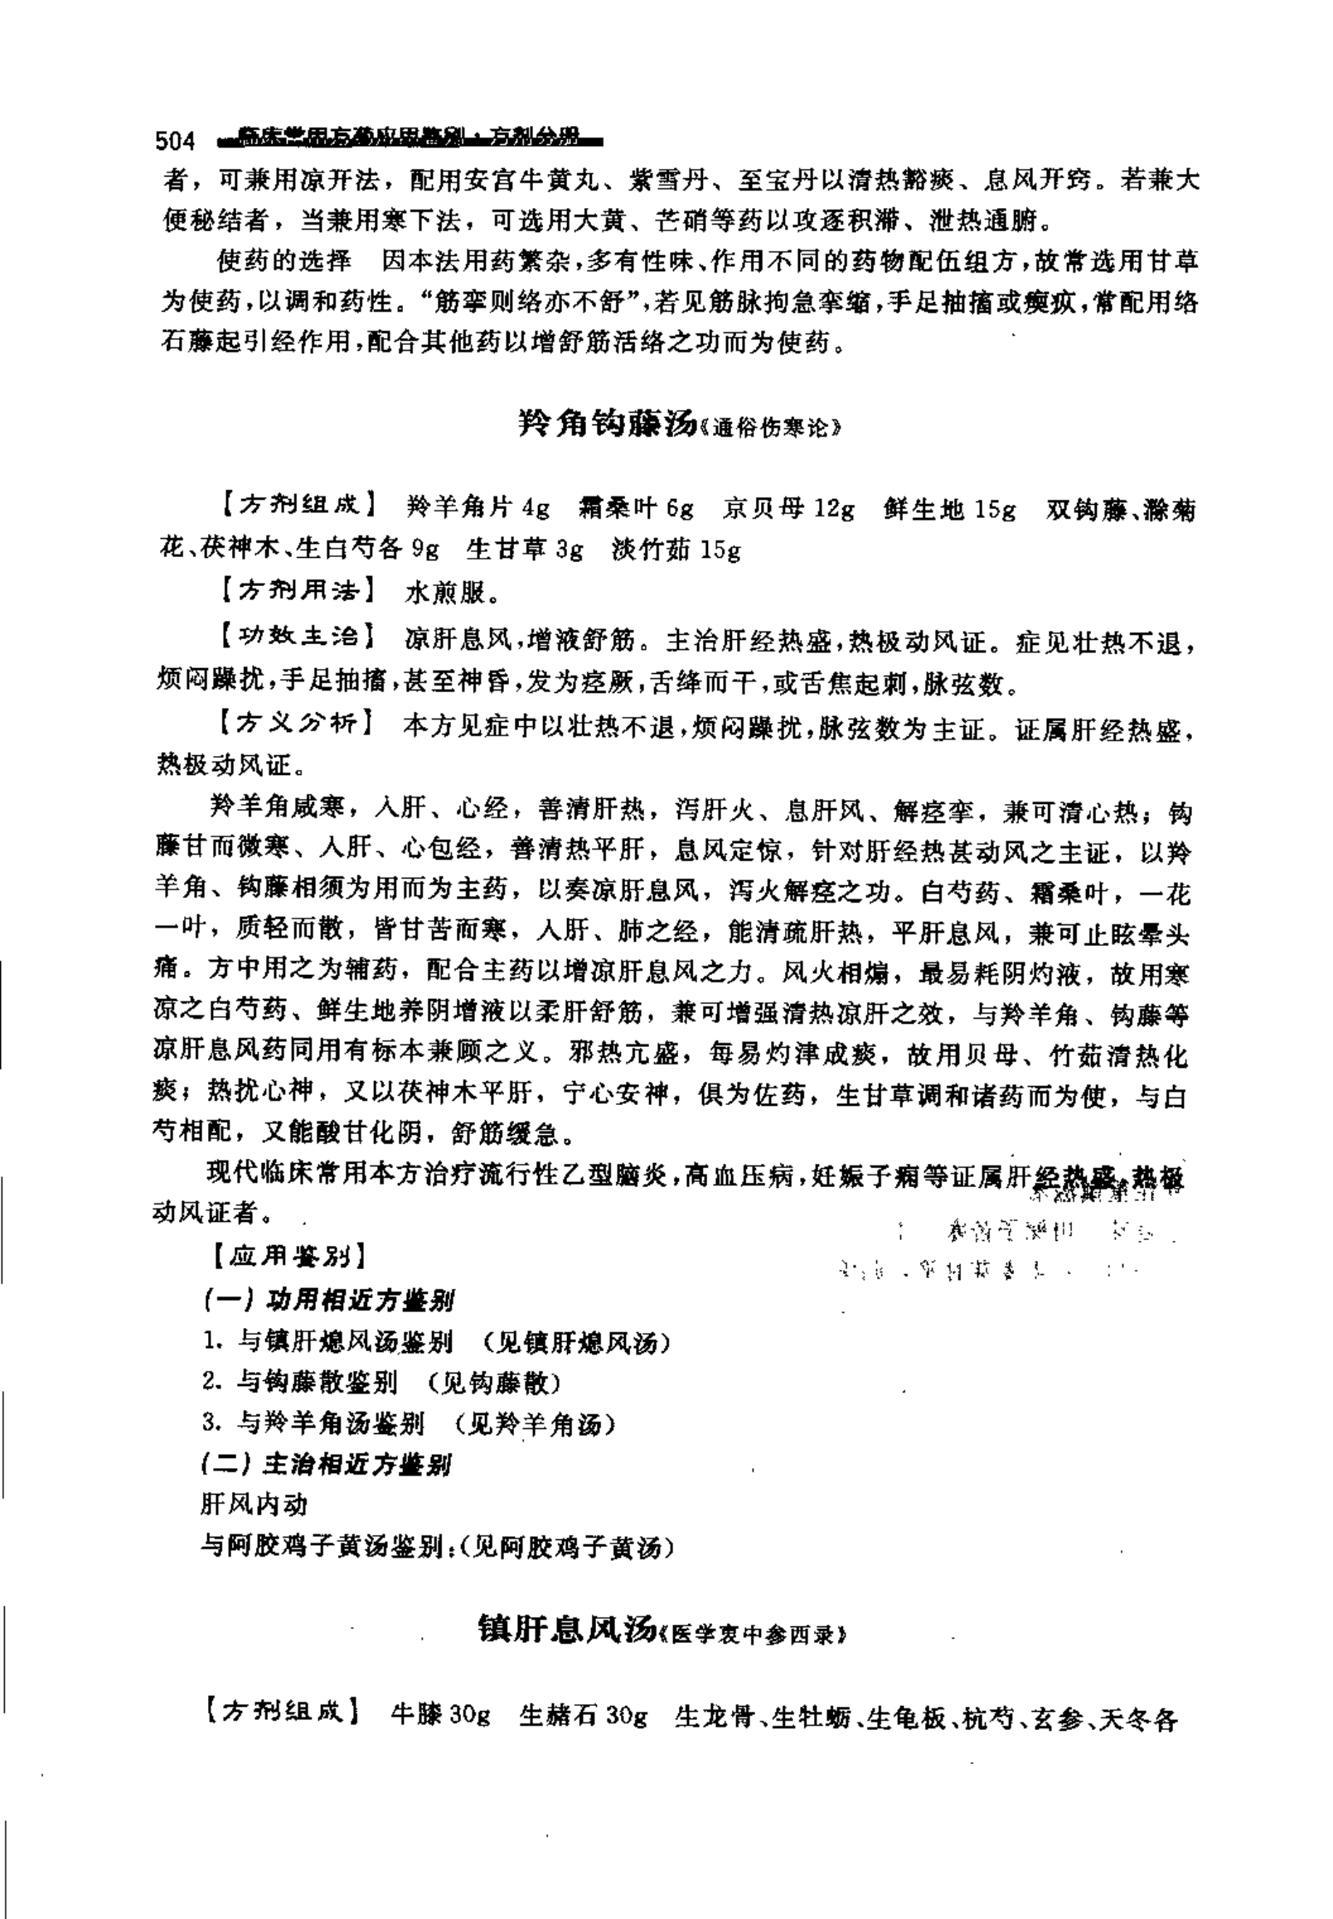 504 临床常用方药应用鉴别·方剂分册
者，可兼用凉开法，配用安宫牛黄丸、紫雪丹、至宝丹以清热豁痰、息风开窍。若兼大
便秘结者，当兼用寒下法，可选用大黄、芒硝等药以攻逐积滞、泄热通腑。
使药的选择　因本法用药繁杂，多有性味、作用不同的药物配伍组方，故常选用甘草
为使药，以调和药性。“筋挛则络亦不舒”，若见筋脉拘急挛缩，手足抽搐或瘈疭，常配用络
石藤起引经作用，配合其他药以增舒筋活络之功而为使药。
羚角钩藤汤《通俗伤寒论》
【方剂组成】　羚羊角片 4g　霜桑叶 6g　京贝母 12g　鲜生地 15g　双钩藤、滁菊
花、茯神木、生白芍各 9g　生甘草 3g　淡竹茹 15g
【方剂用法】　水煎服。
【功效主治】　凉肝息风，增液舒筋。主治肝经热盛，热极动风证。症见壮热不退，
烦闷躁扰，手足抽搐，甚至神昏，发为痉厥，舌绛而干，或舌焦起刺，脉弦数。
【方义分析】　本方见症中以壮热不退，烦闷躁扰，脉弦数为主证。证属肝经热盛，
热极动风证。
羚羊角咸寒，入肝、心经，善清肝热，泻肝火、息肝风、解痉挛，兼可清心热；钩
藤甘而微寒、入肝、心包经，善清热平肝，息风定惊，针对肝经热甚动风之主证，以羚
羊角、钩藤相须为用而为主药，以奏凉肝息风，泻火解痉之功。白芍药、霜桑叶，一花
一叶，质轻而散，皆甘苦而寒，入肝、肺之经，能清疏肝热，平肝息风，兼可止眩晕头
痛。方中用之为辅药，配合主药以增凉肝息风之力。风火相煽，最易耗阴灼液，故用寒
凉之白芍药、鲜生地养阴增液以柔肝舒筋，兼可增强清热凉肝之效，与羚羊角、钩藤等
凉肝息风药同用有标本兼顾之义。邪热亢盛，每易灼津成痰，故用贝母、竹茹清热化
痰；热扰心神，又以茯神木平肝，宁心安神，俱为佐药，生甘草调和诸药而为使，与白
芍相配，又能酸甘化阴，舒筋缓急。
现代临床常用本方治疗流行性乙型脑炎，高血压病，妊娠子痫等证属肝经热盛、热极
动风证者。
【应用鉴别】
(一) 功用相近方鉴别
1. 与镇肝熄风汤鉴别　（见镇肝熄风汤）
2. 与钩藤散鉴别　（见钩藤散）
3. 与羚羊角汤鉴别　（见羚羊角汤）
(二) 主治相近方鉴别
肝风内动
与阿胶鸡子黄汤鉴别：（见阿胶鸡子黄汤）
镇肝息风汤《医学衷中参西录》
【方剂组成】　牛膝 30g　生赭石 30g　生龙骨、生牡蛎、生龟板、杭芍、玄参、天冬各